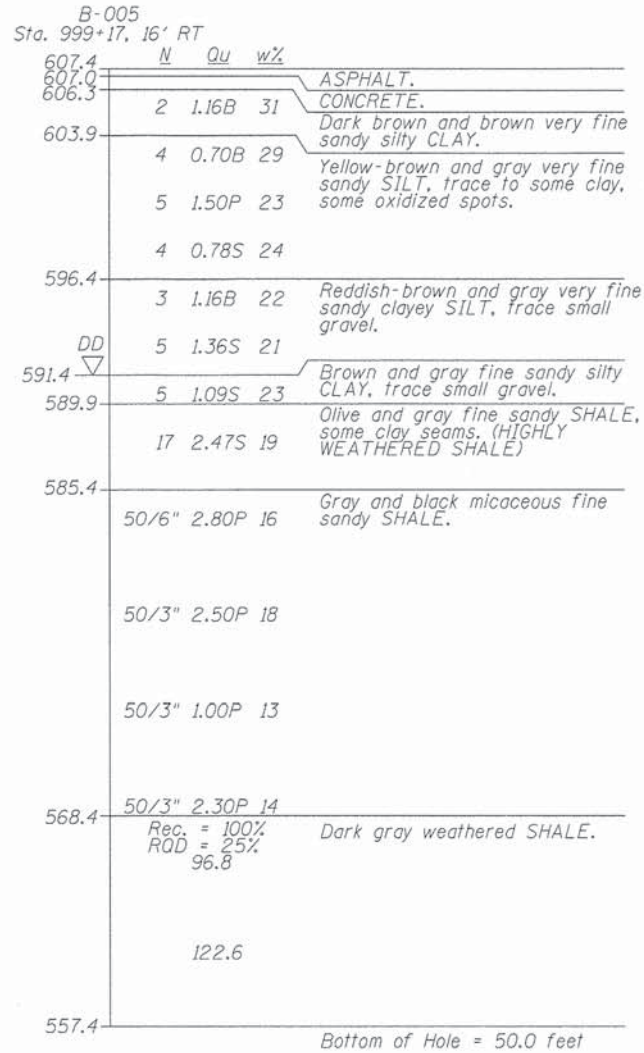 B-005
Sta. 999+17, 16' RT
N Qu w%
607.4
607.0
ASPHALT.
606.3
CONCRETE.
2 1.16B 31
Dark brown and brown very fine
sandy silty CLAY.
603.9
4 0.70B 29
Yellow-brown and gray very fine
sandy SILT, trace to some clay,
some oxidized spots.
5 1.50P 23
4 0.78S 24
596.4
3 1.16B 22
Reddish-brown and gray very fine
sandy clayey SILT, trace small
gravel.
5 1.36S 21
DD
591.4
Brown and gray fine sandy silty
CLAY, trace small gravel.
5 1.09S 23
589.9
Olive and gray fine sandy SHALE,
some clay seams. (HIGHLY
WEATHERED SHALE)
17 2.47S 19
585.4
Gray and black micaceous fine
sandy SHALE.
50/6" 2.80P 16
50/3" 2.50P 18
50/3" 1.00P 13
50/3" 2.30P 14
568.4
Rec. = 100%
RQD = 25%
Dark gray weathered SHALE.
96.8
122.6
557.4
Bottom of Hole = 50.0 feet